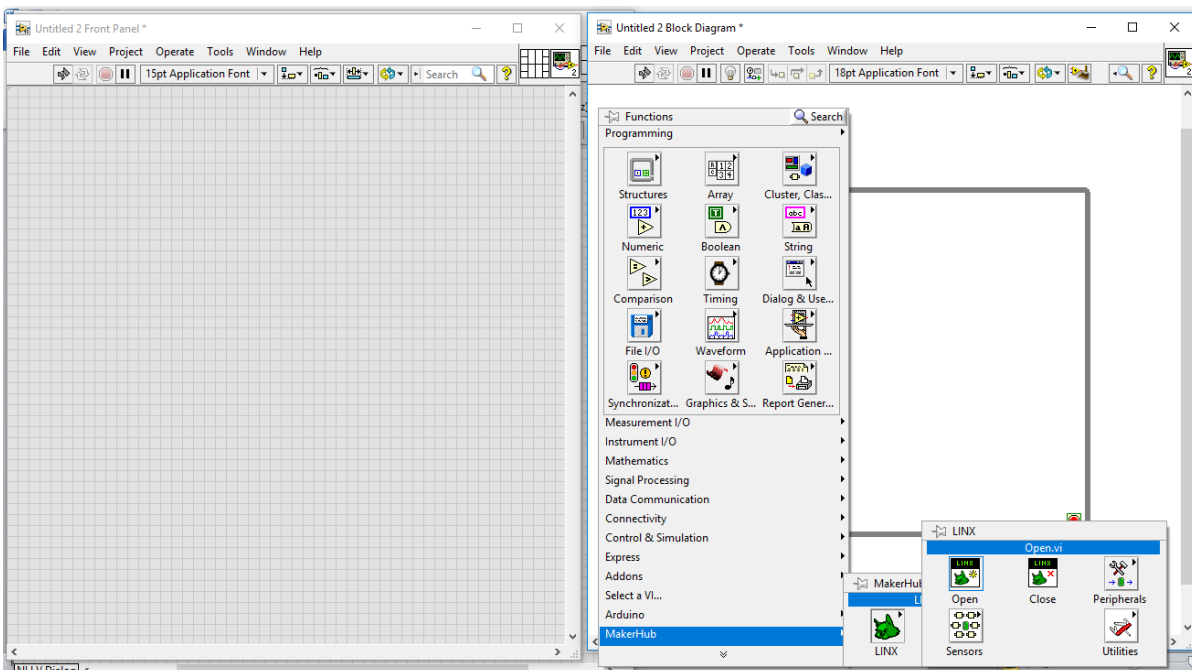 Untitled 2 Front Panel *
File Edit View Project Operate Tools Window Help
15pt Application Font
Search
2
Untitled 2 Block Diagram *
File Edit View Project Operate Tools Window Help
18pt Application Font
2
Functions
Search
Programming
Structures Array Cluster, Clas...
Numeric Boolean String
Comparison Timing Dialog & Use...
File I/O Waveform Application ...
Synchronizat... Graphics & S... Report Gener...
Measurement I/O
Instrument I/O
Mathematics
Signal Processing
Data Communication
Connectivity
Control & Simulation
Express
Addons
Select a VI...
Arduino
MakerHub
MakerHub
LINX
LINX
Open.vi
LINX LINX
Open Close Peripherals
Sensors Utilities